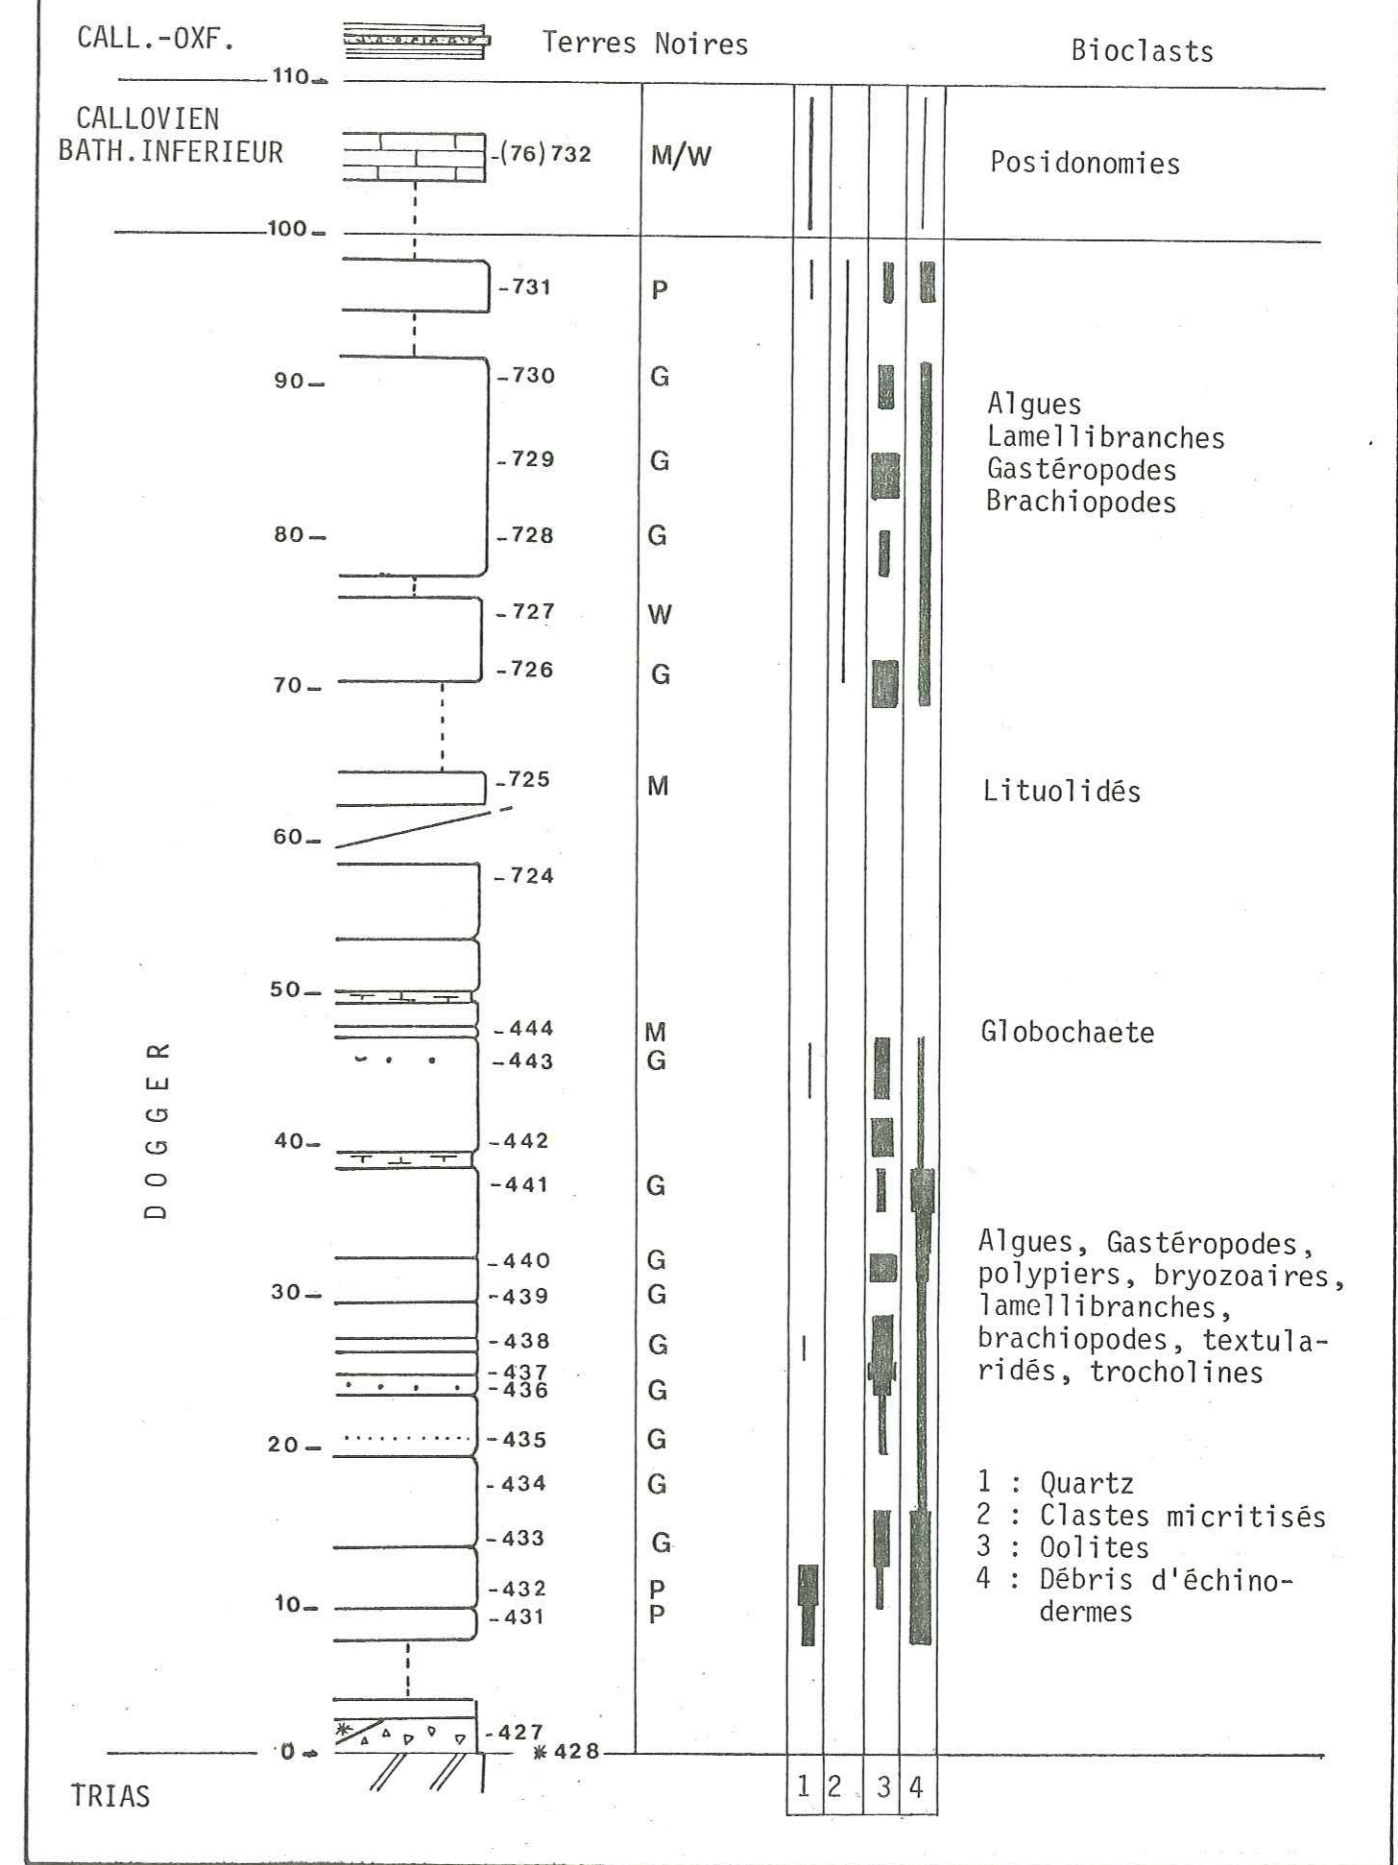 CALL.-OXF.
Terres Noires
Bioclasts
110
CALLOVIEN
BATH.INFERIEUR
-(76)732
M/W
Posidonomies
100
-731
P
90
-730
G
Algues
Lamellibranches
-729
G
Gastéropodes
Brachiopodes
80
-728
G
-727
W
70
-726
G
-725
M
Lituolidés
60
-724
50
-444
M
Globochaete
-443
G
DOGGER
40
-442
-441
G
-440
G
Algues, Gastéropodes,
polypiers, bryozoaires,
30
-439
G
lamellibranches,
-438
G
brachiopodes, textula-
-437
ridés, trocholines
-436
G
20
-435
G
-434
G
1 : Quartz
2 : Clastes micritisés
-433
G
3 : Oolites
-432
P
4 : Débris d'échino-
dermes
10
-431
P
-427
0
* 428
TRIAS
1 2 3 4